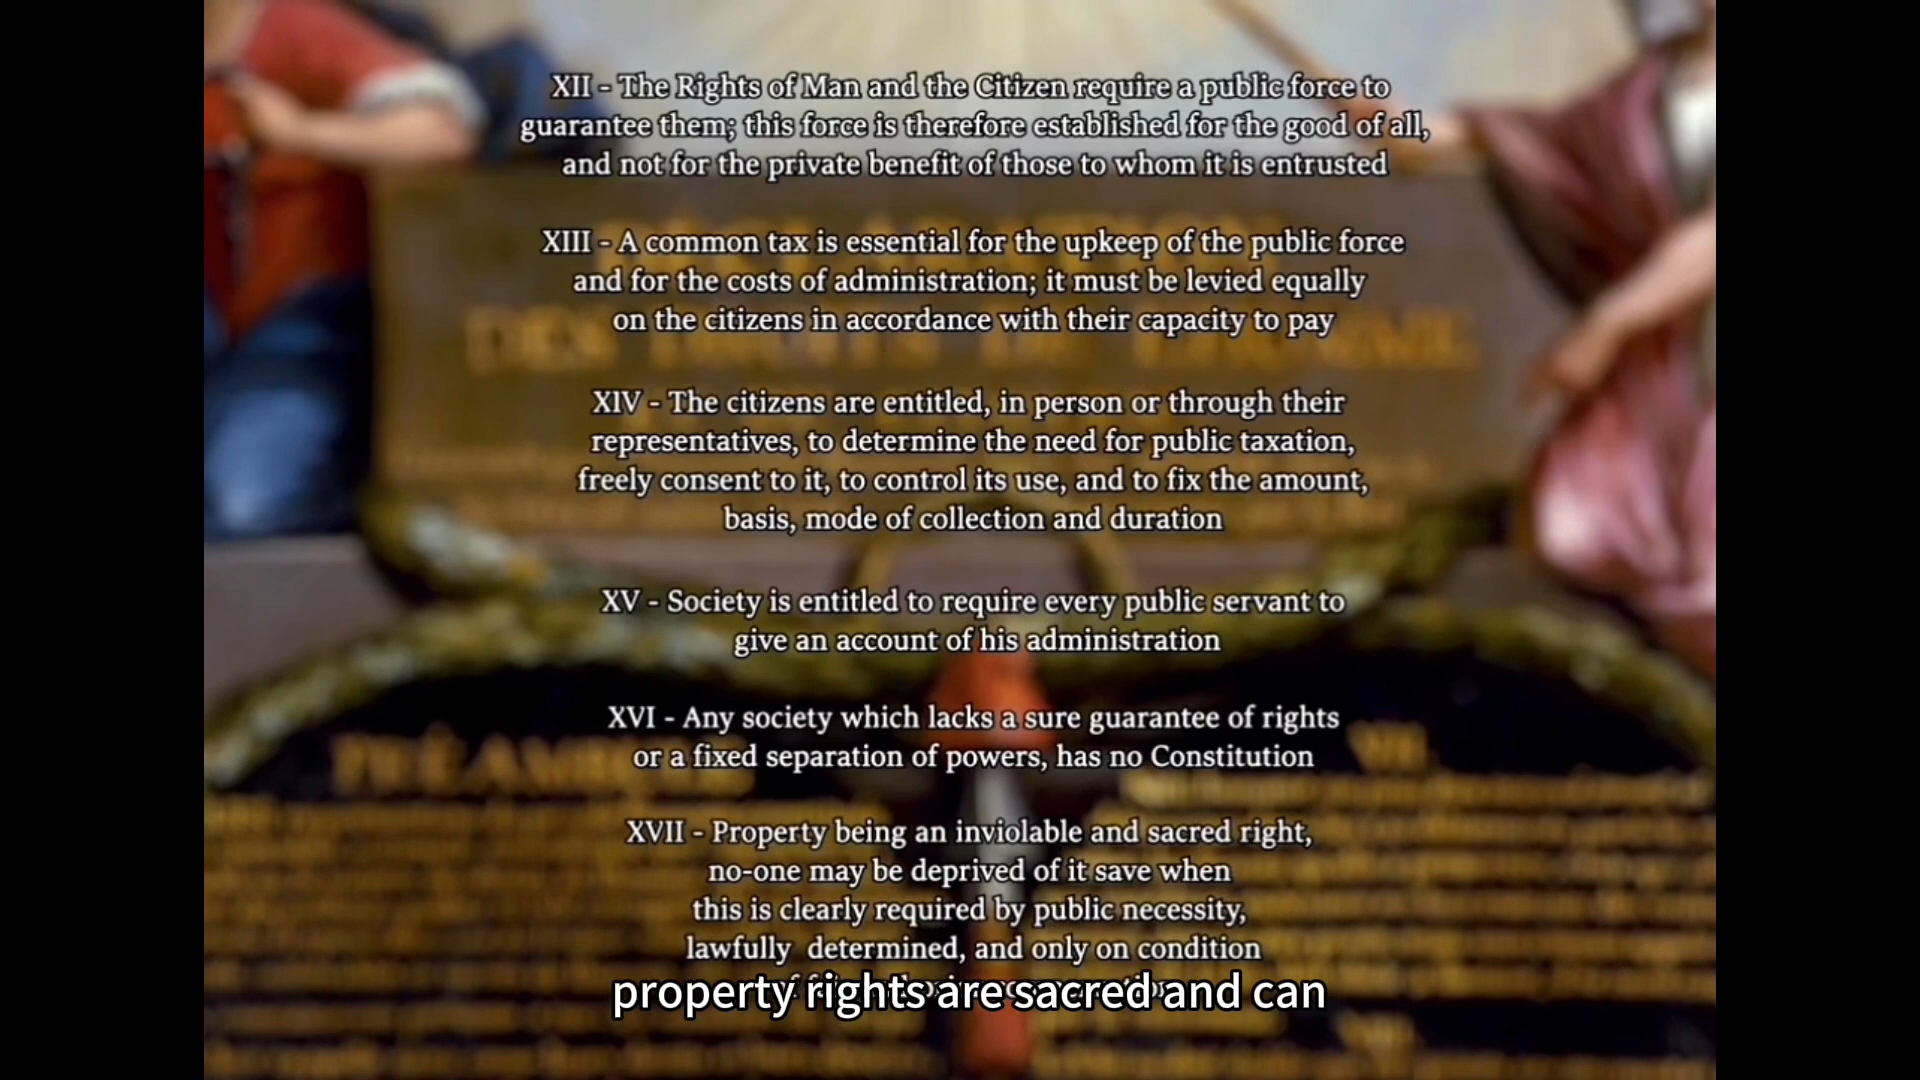 XII - The Rights of Man and the Citizen require a public force to
guarantee them; this force is therefore established for the good of all,
and not for the private benefit of those to whom it is entrusted
XIII - A common tax is essential for the upkeep of the public force
and for the costs of administration; it must be levied equally
on the citizens in accordance with their capacity to pay
XIV - The citizens are entitled, in person or through their
representatives, to determine the need for public taxation,
freely consent to it, to control its use, and to fix the amount,
basis, mode of collection and duration
XV - Society is entitled to require every public servant to
give an account of his administration
XVI - Any society which lacks a sure guarantee of rights
or a fixed separation of powers, has no Constitution
XVII - Property being an inviolable and sacred right,
no-one may be deprived of it save when
this is clearly required by public necessity,
lawfully determined, and only on condition
property rights are sacred and can